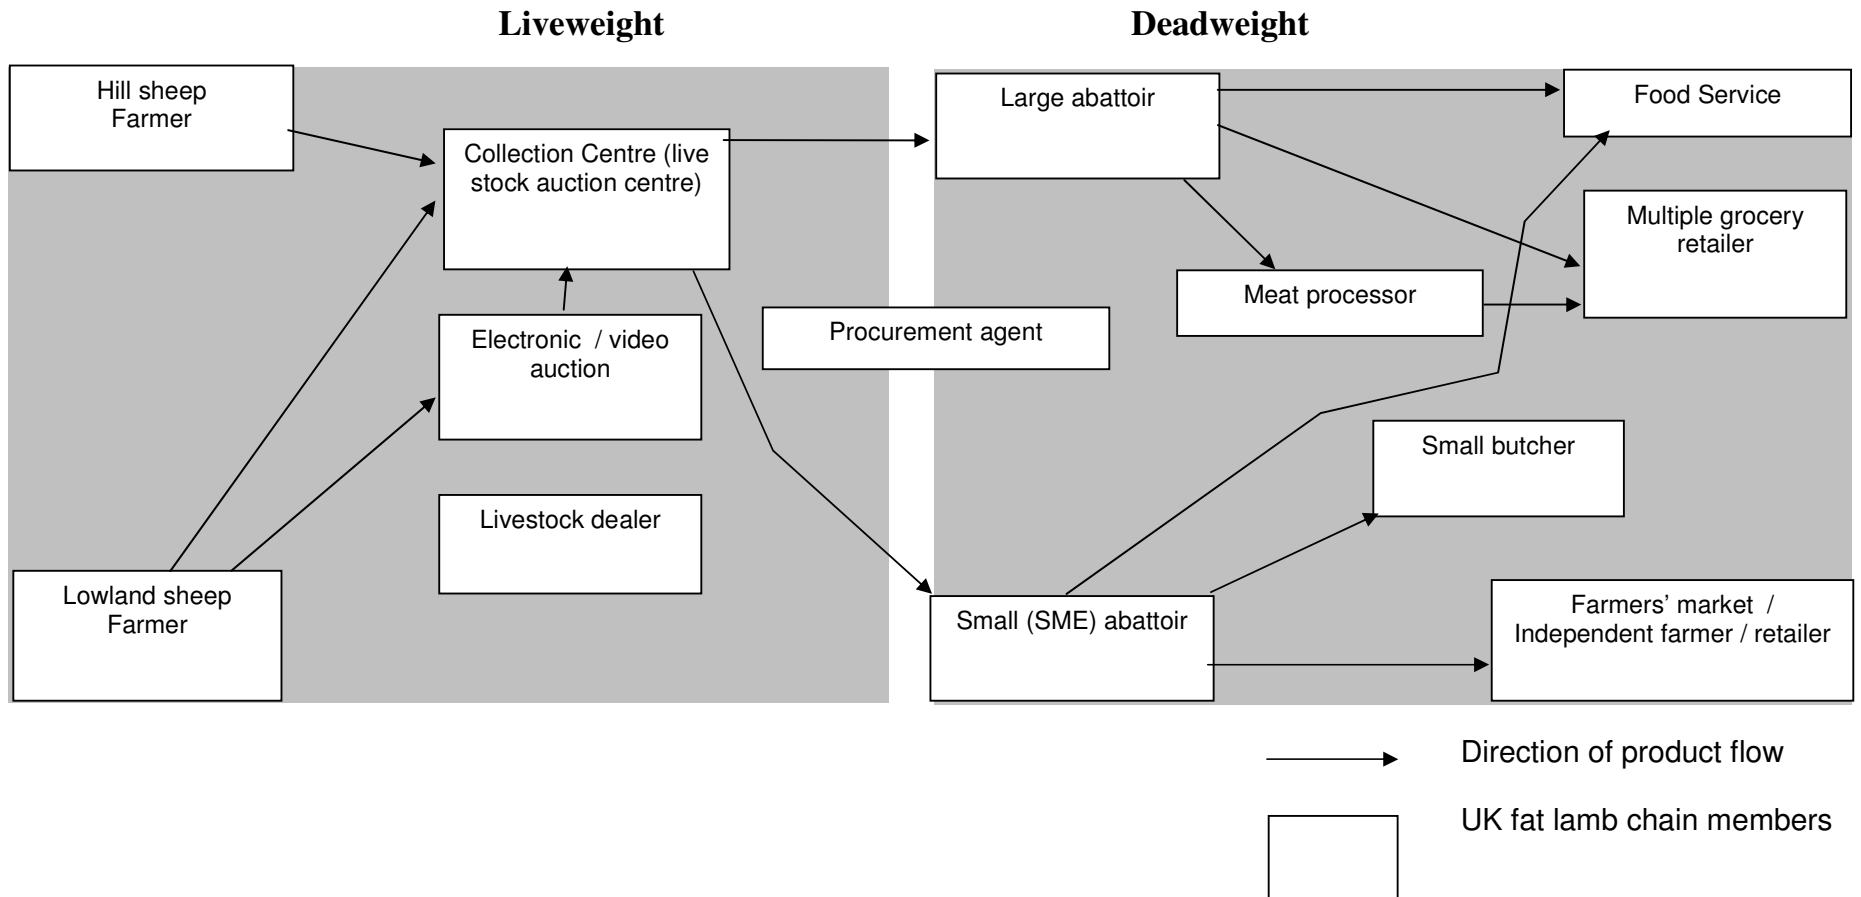 Liveweight
Deadweight
Hill sheep
Farmer
Collection Centre (live
stock auction centre)
Large abattoir
Food Service
Multiple grocery
retailer
Meat processor
Procurement agent
Electronic / video
auction
Small butcher
Livestock dealer
Lowland sheep
Farmer
Small (SME) abattoir
Farmers’ market /
Independent farmer / retailer
Direction of product flow
UK fat lamb chain members